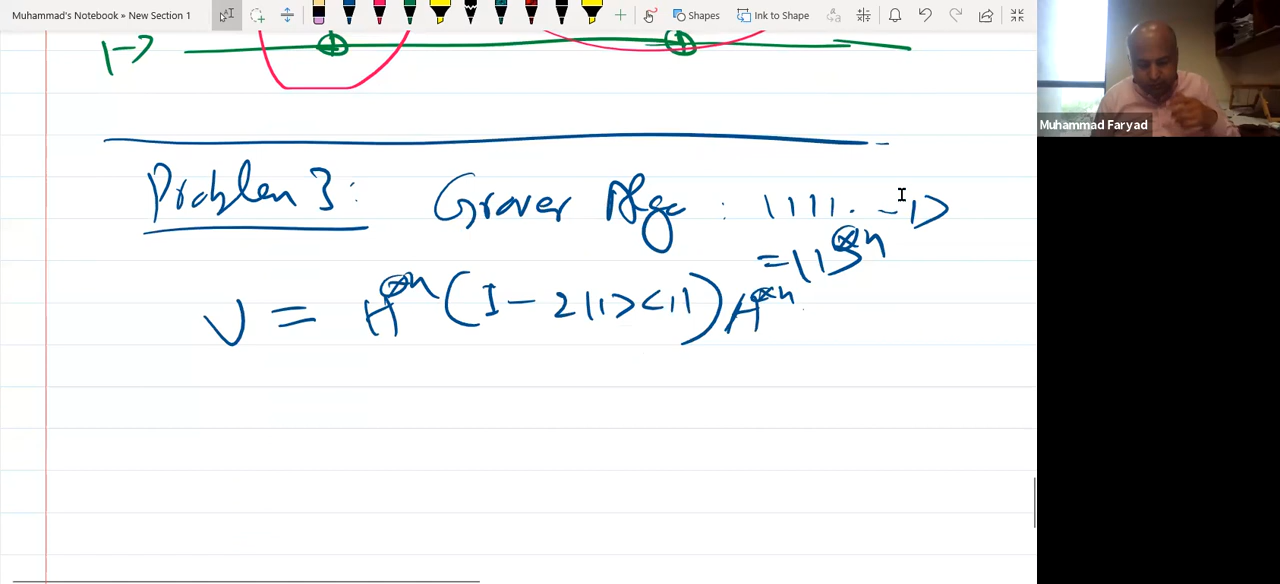 Muhammad's Notebook » New Section 1
Shapes
Ink to Shape
Muhammad Faryad
|->
Problem 3: Grover Algo : |111. - 1>
= |1>⊗n
V = H⊗n (I - 2|1><1|) H⊗n